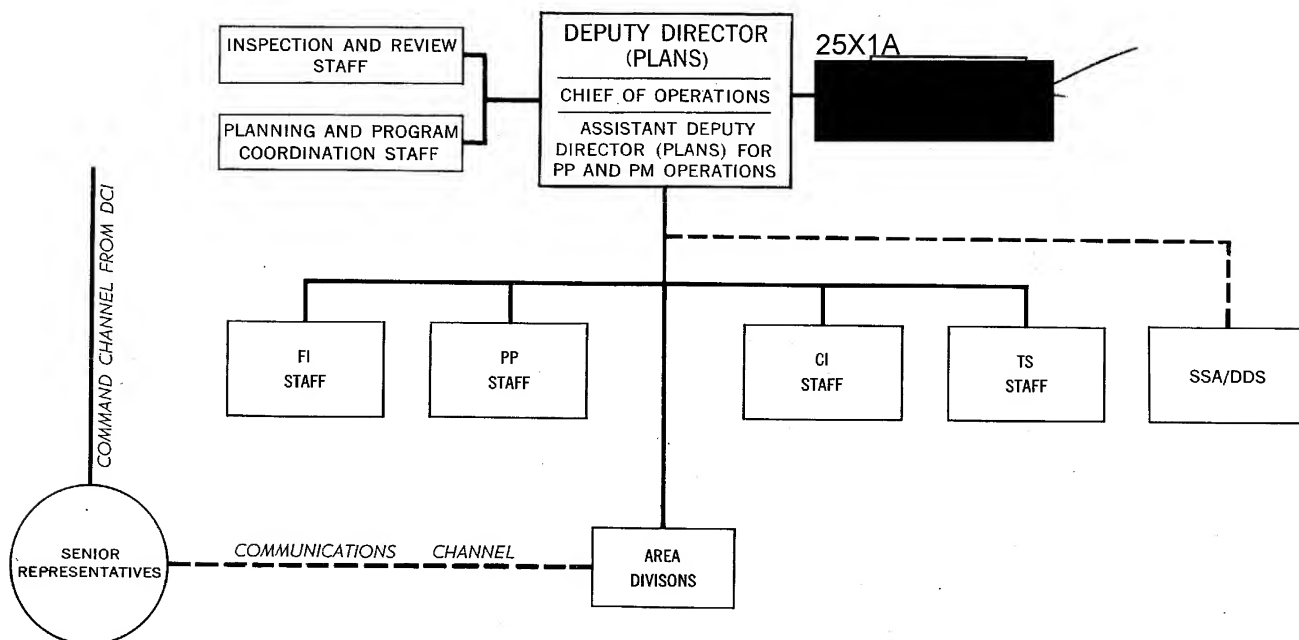 INSPECTION AND REVIEW
STAFF
PLANNING AND PROGRAM
COORDINATION STAFF
DEPUTY DIRECTOR
(PLANS)
CHIEF OF OPERATIONS
ASSISTANT DEPUTY
DIRECTOR (PLANS) FOR
PP AND PM OPERATIONS
25X1A
COMMAND CHANNEL FROM DCI
FI
STAFF
PP
STAFF
CI
STAFF
TS
STAFF
SSA/DDS
SENIOR
REPRESENTATIVES
COMMUNICATIONS CHANNEL
AREA
DIVISONS